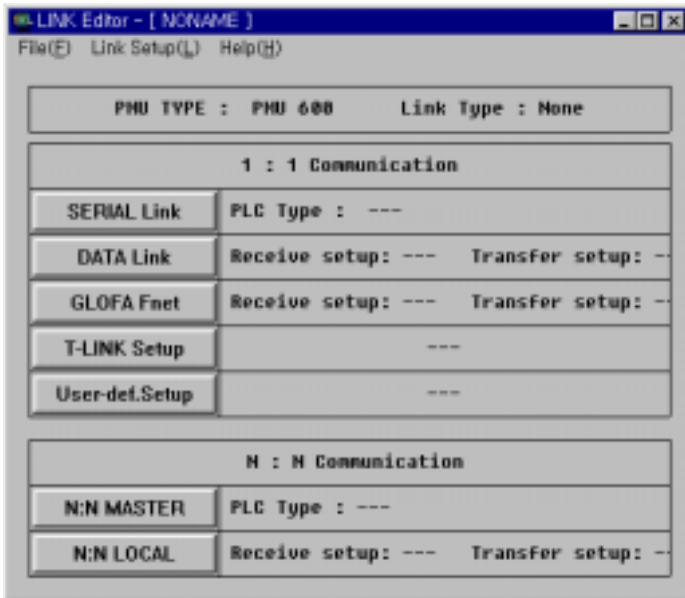 LINK Editor - [ NONAME ]
File(F) Link Setup(L) Help(H)
PMU TYPE : PMU 600 Link Type : None
1 : 1 Communication
SERIAL Link PLC Type : ---
DATA Link Receive setup: --- Transfer setup: --
GLOFA Fnet Receive setup: --- Transfer setup: --
T-LINK Setup ---
User-def.Setup ---
N : N Communication
N:N MASTER PLC Type : ---
N:N LOCAL Receive setup: --- Transfer setup: --